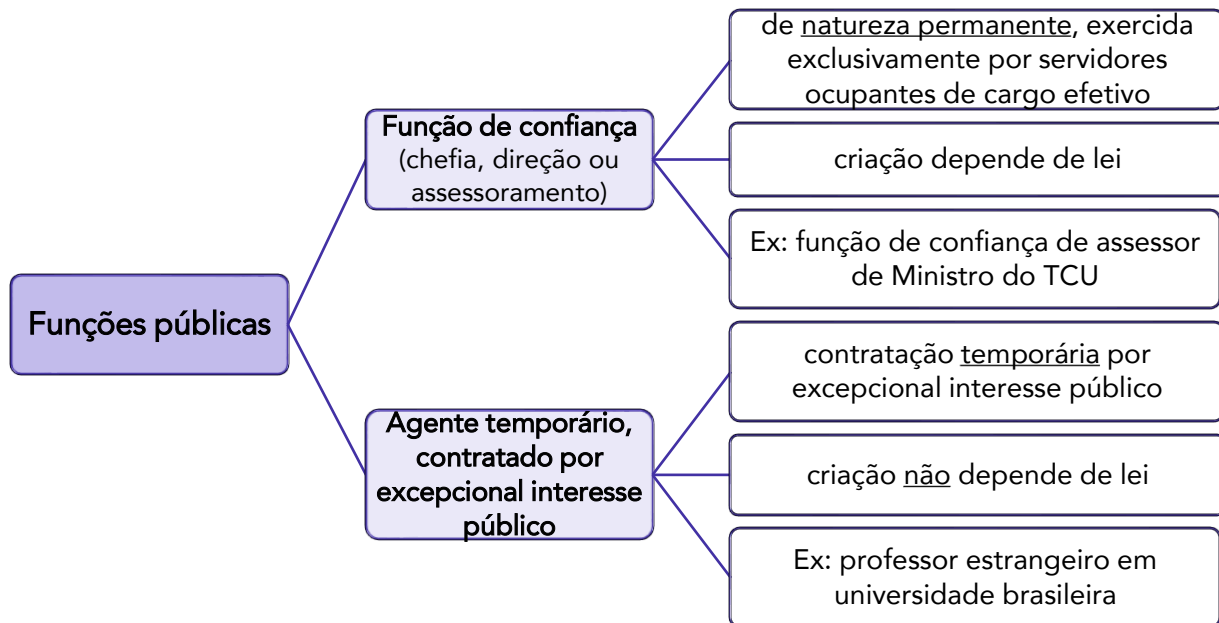 Funções públicas
Função de confiança
(chefia, direção ou
assessoramento)
de natureza permanente, exercida
exclusivamente por servidores
ocupantes de cargo efetivo
criação depende de lei
Ex: função de confiança de assessor
de Ministro do TCU
Agente temporário,
contratado por
excepcional interesse
público
contratação temporária por
excepcional interesse público
criação não depende de lei
Ex: professor estrangeiro em
universidade brasileira